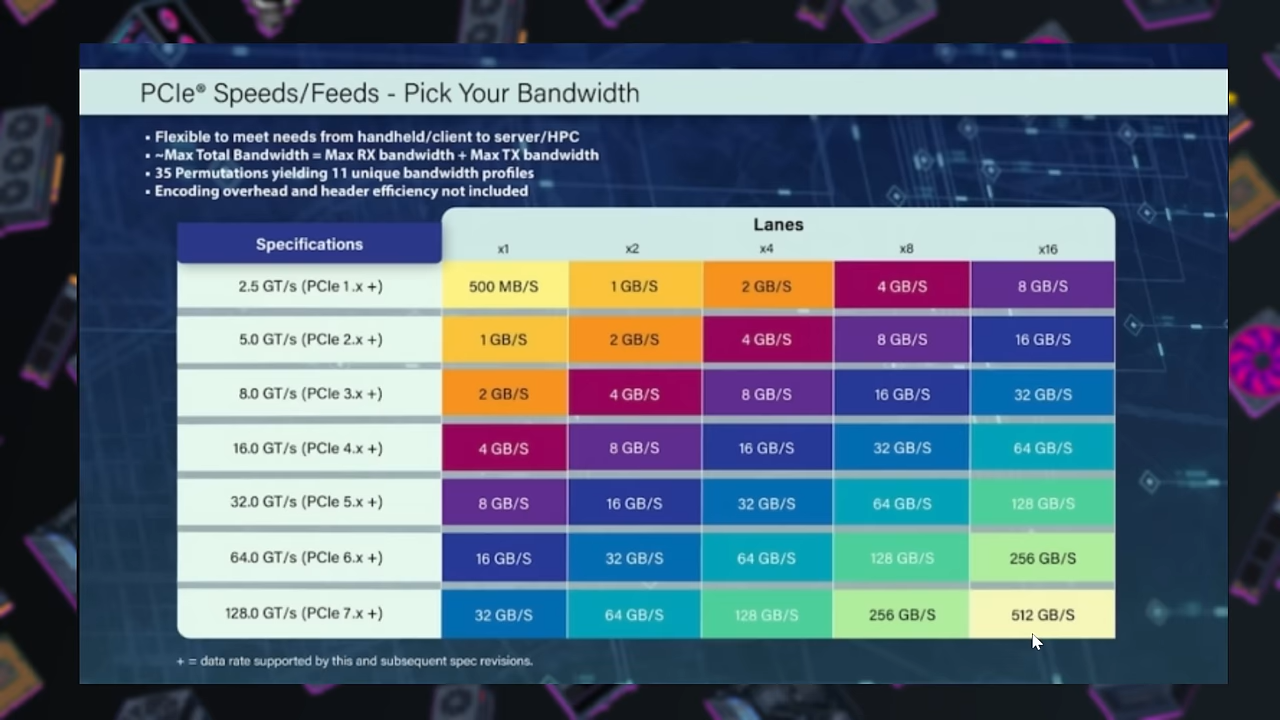 PCIe® Speeds/Feeds - Pick Your Bandwidth
▪ Flexible to meet needs from handheld/client to server/HPC
▪ ~Max Total Bandwidth = Max RX bandwidth + Max TX bandwidth
▪ 35 Permutations yielding 11 unique bandwidth profiles
▪ Encoding overhead and header efficiency not included
Lanes
Specifications x1 x2 x4 x8 x16
2.5 GT/s (PCIe 1.x +) 500 MB/S 1 GB/S 2 GB/S 4 GB/S 8 GB/S
5.0 GT/s (PCIe 2.x +) 1 GB/S 2 GB/S 4 GB/S 8 GB/S 16 GB/S
8.0 GT/s (PCIe 3.x +) 2 GB/S 4 GB/S 8 GB/S 16 GB/S 32 GB/S
16.0 GT/s (PCIe 4.x +) 4 GB/S 8 GB/S 16 GB/S 32 GB/S 64 GB/S
32.0 GT/s (PCIe 5.x +) 8 GB/S 16 GB/S 32 GB/S 64 GB/S 128 GB/S
64.0 GT/s (PCIe 6.x +) 16 GB/S 32 GB/S 64 GB/S 128 GB/S 256 GB/S
128.0 GT/s (PCIe 7.x +) 32 GB/S 64 GB/S 128 GB/S 256 GB/S 512 GB/S
+ = data rate supported by this and subsequent spec revisions.